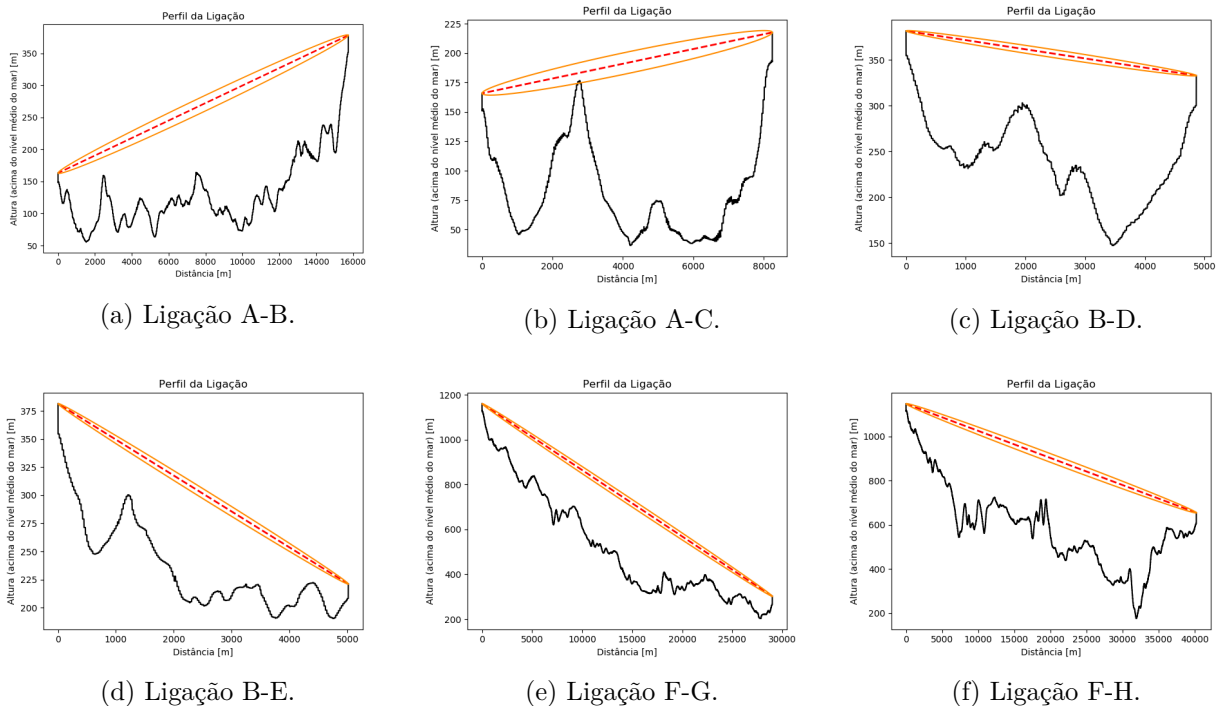 Perfil da Ligação
Altura (acima do nível médio do mar) [m]
350
300
250
200
150
100
50
0 2000 4000 6000 8000 10000 12000 14000 16000
Distância [m]
(a) Ligação A-B.
Perfil da Ligação
Altura (acima do nível médio do mar) [m]
225
200
175
150
125
100
75
50
0 2000 4000 6000 8000
Distância [m]
(b) Ligação A-C.
Perfil da Ligação
Altura (acima do nível médio do mar) [m]
350
300
250
200
150
0 1000 2000 3000 4000 5000
Distância [m]
(c) Ligação B-D.
Perfil da Ligação
Altura (acima do nível médio do mar) [m]
375
350
325
300
275
250
225
200
0 1000 2000 3000 4000 5000
Distância [m]
(d) Ligação B-E.
Perfil da Ligação
Altura (acima do nível médio do mar) [m]
1200
1000
800
600
400
200
0 5000 10000 15000 20000 25000 30000
Distância [m]
(e) Ligação F-G.
Perfil da Ligação
Altura (acima do nível médio do mar) [m]
1000
800
600
400
200
0 5000 10000 15000 20000 25000 30000 35000 40000
Distância [m]
(f) Ligação F-H.